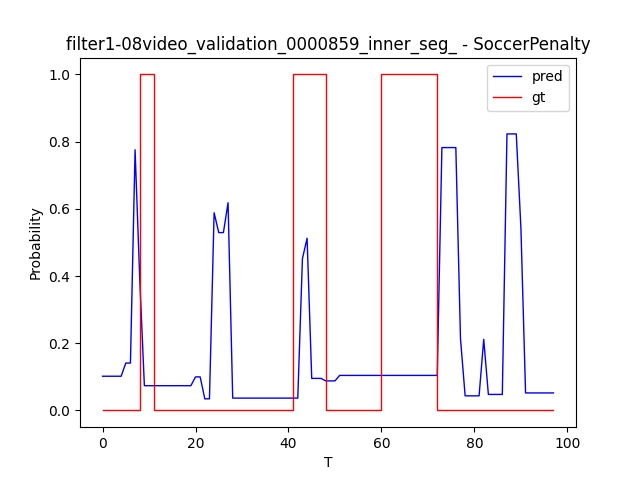 filter1-08video_validation_0000859_inner_seg_ - SoccerPenalty
pred
gt
1.0
0.8
0.6
0.4
0.2
0.0
Probability
0
20
40
60
80
100
T